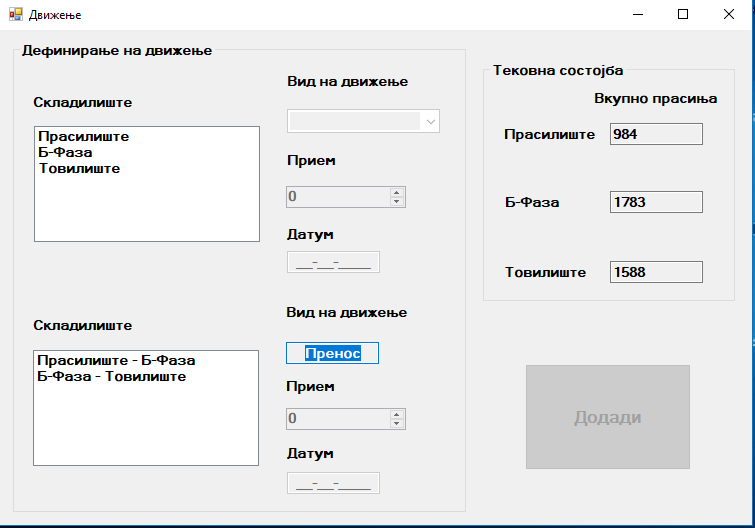 Движење
Дефинирање на движење
Складилиште
Прасилиште
Б-Фаза
Товилиште
Вид на движење
Прием
0
Датум
__-__-____
Складилиште
Прасилиште - Б-Фаза
Б-Фаза - Товилиште
Вид на движење
Пренос
Прием
0
Датум
__-__-____
Тековна состојба
Вкупно прасиња
Прасилиште 984
Б-Фаза 1783
Товилиште 1588
Додади